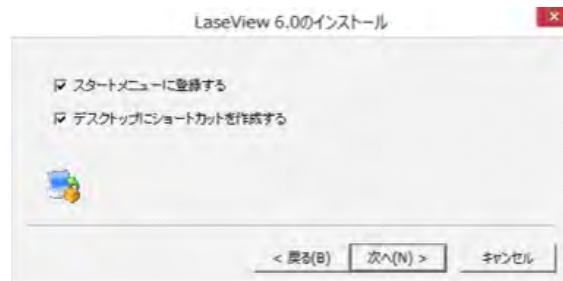 LaseView 6.0のインストール
スタートメニューに登録する
デスクトップにショートカットを作成する
< 戻る(B) 次へ(N) > キャンセル